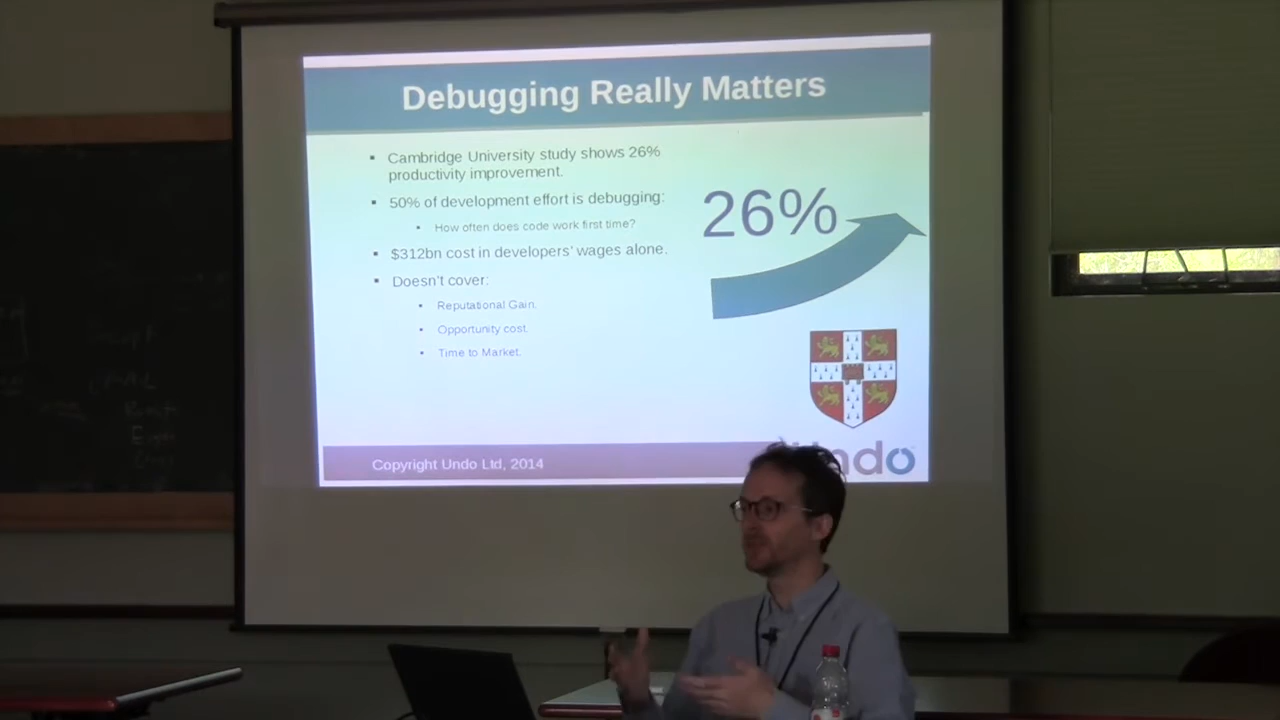 Debugging Really Matters
Cambridge University study shows 26%
productivity improvement.
50% of development effort is debugging:
How often does code work first time?
$312bn cost in developers' wages alone.
Doesn't cover:
Reputational Gain.
Opportunity cost.
Time to Market.
26%
Copyright Undo Ltd, 2014